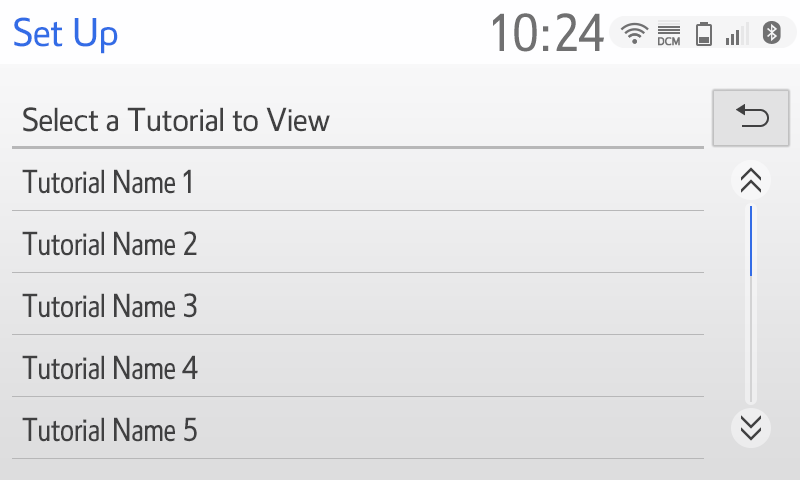 Set Up
10:24
DCM
Select a Tutorial to View
Tutorial Name 1
Tutorial Name 2
Tutorial Name 3
Tutorial Name 4
Tutorial Name 5